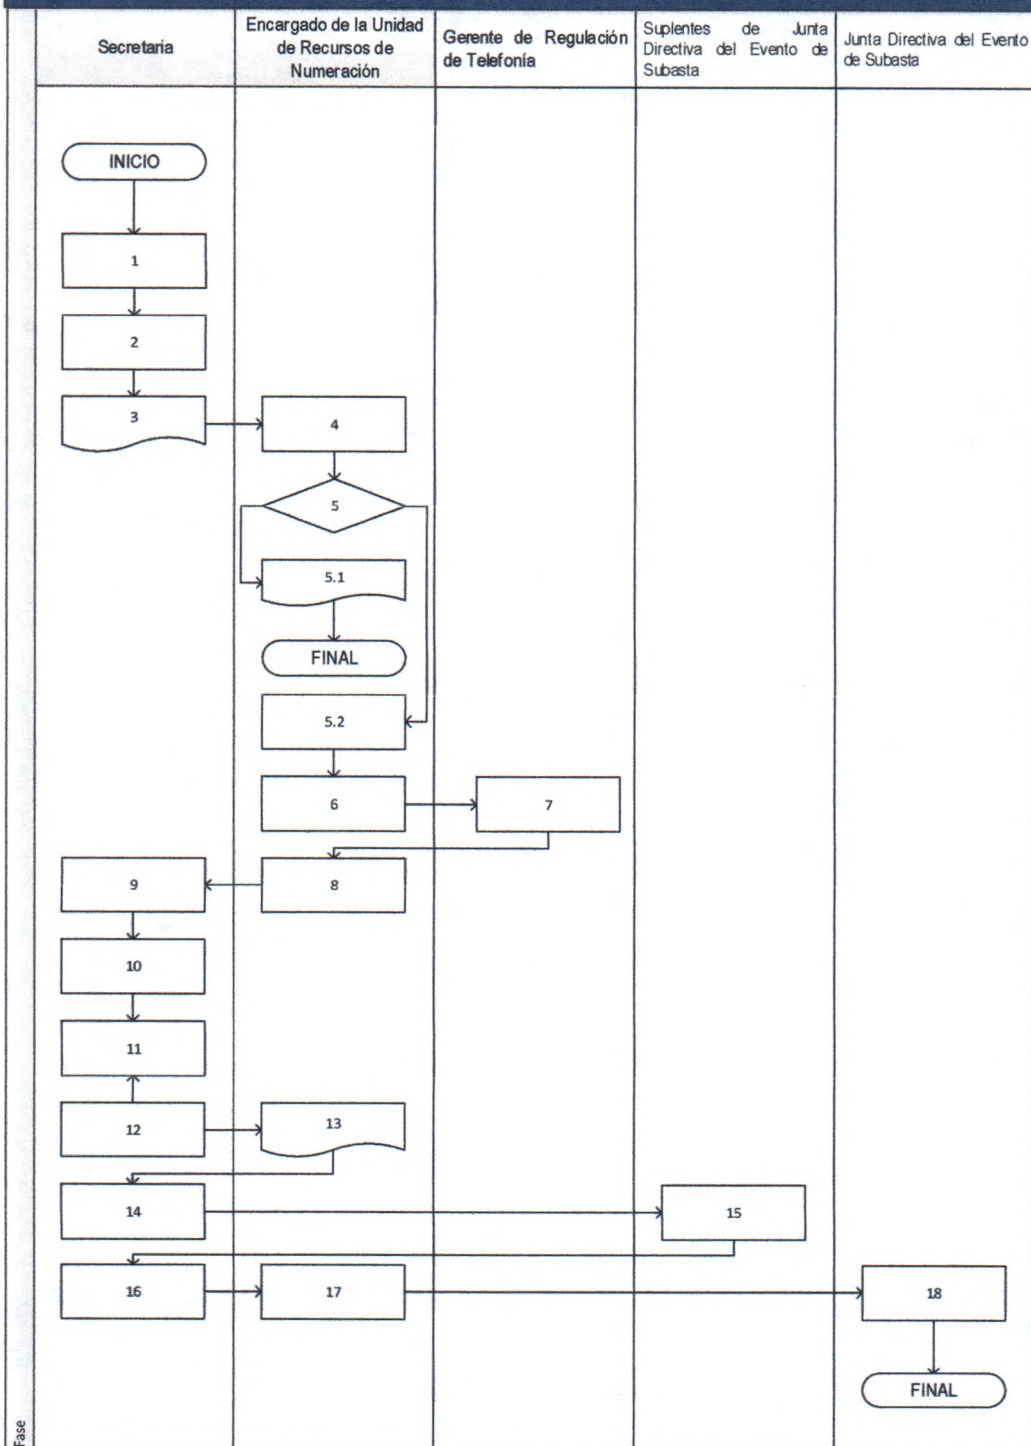 Secretaria
Encargado de la Unidad
de Recursos de
Numeración
Gerente de Regulación
de Telefonía
Suplentes de Junta
Directiva del Evento de
Subasta
Junta Directiva del Evento
de Subasta
INICIO
1
2
3
4
5
5.1
FINAL
5.2
6
7
9
8
10
11
12
13
14
15
16
17
18
FINAL
Fase